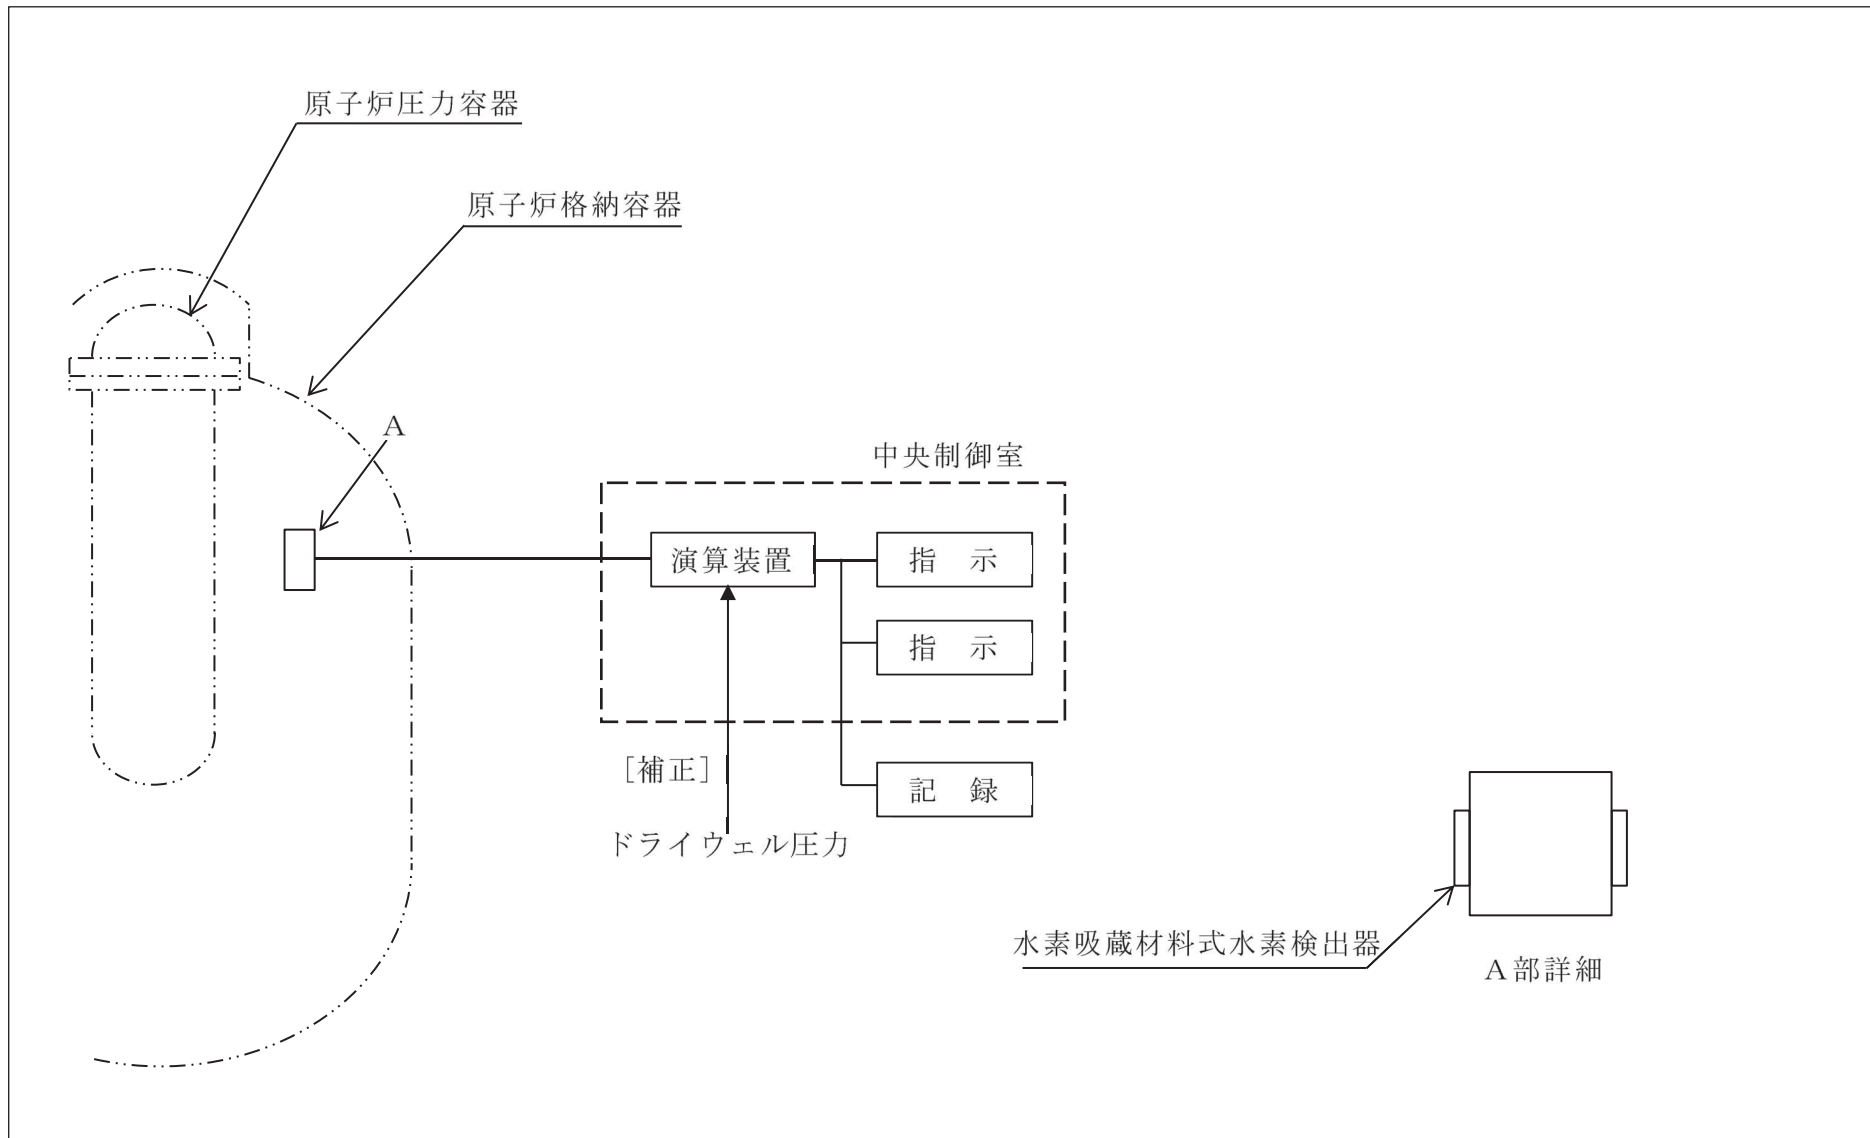 原子炉圧力容器
原子炉格納容器
A
中央制御室
演算装置
指 示
指 示
[補正]
記 録
ドライウェル圧力
水素吸蔵材料式水素検出器
A部詳細